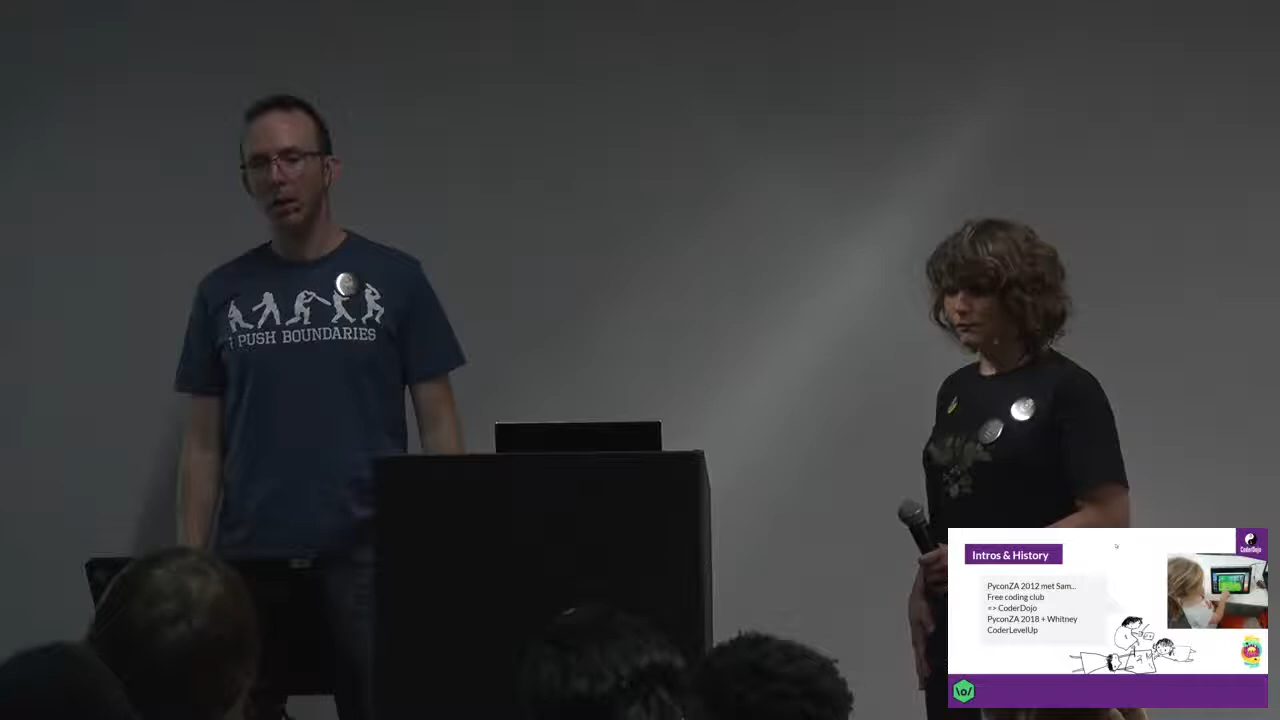 I PUSH BOUNDARIES
Intros & History
CoderDojo
PyconZA 2012 met Sam...
Free coding club
=> CoderDojo
PyconZA 2018 + Whitney
CoderLevelUp
\o/